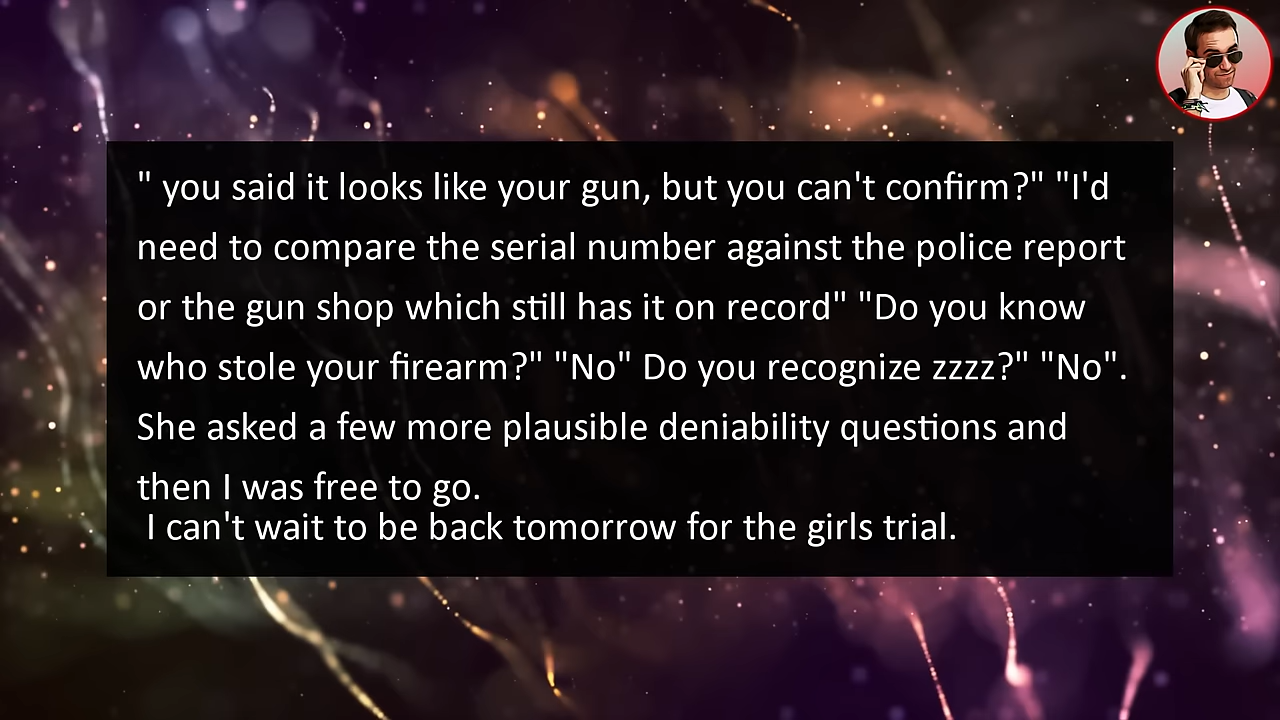 " you said it looks like your gun, but you can't confirm?" "I'd
need to compare the serial number against the police report
or the gun shop which still has it on record" "Do you know
who stole your firearm?" "No" Do you recognize zzzz?" "No".
She asked a few more plausible deniability questions and
then I was free to go.
I can't wait to be back tomorrow for the girls trial.